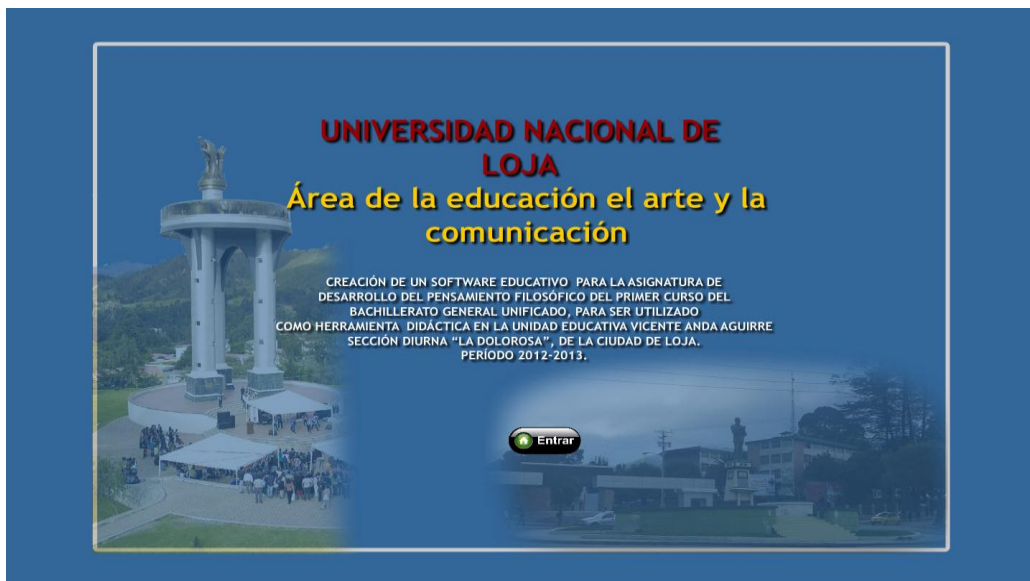 UNIVERSIDAD NACIONAL DE
LOJA
Área de la educación el arte y la
comunicación
CREACIÓN DE UN SOFTWARE EDUCATIVO PARA LA ASIGNATURA DE
DESARROLLO DEL PENSAMIENTO FILOSÓFICO DEL PRIMER CURSO DEL
BACHILLERATO GENERAL UNIFICADO, PARA SER UTILIZADO
COMO HERRAMIENTA DIDÁCTICA EN LA UNIDAD EDUCATIVA VICENTE ANDA AGUIRRE
SECCIÓN DIURNA “LA DOLOROSA”, DE LA CIUDAD DE LOJA.
PERÍODO 2012-2013.
Entrar